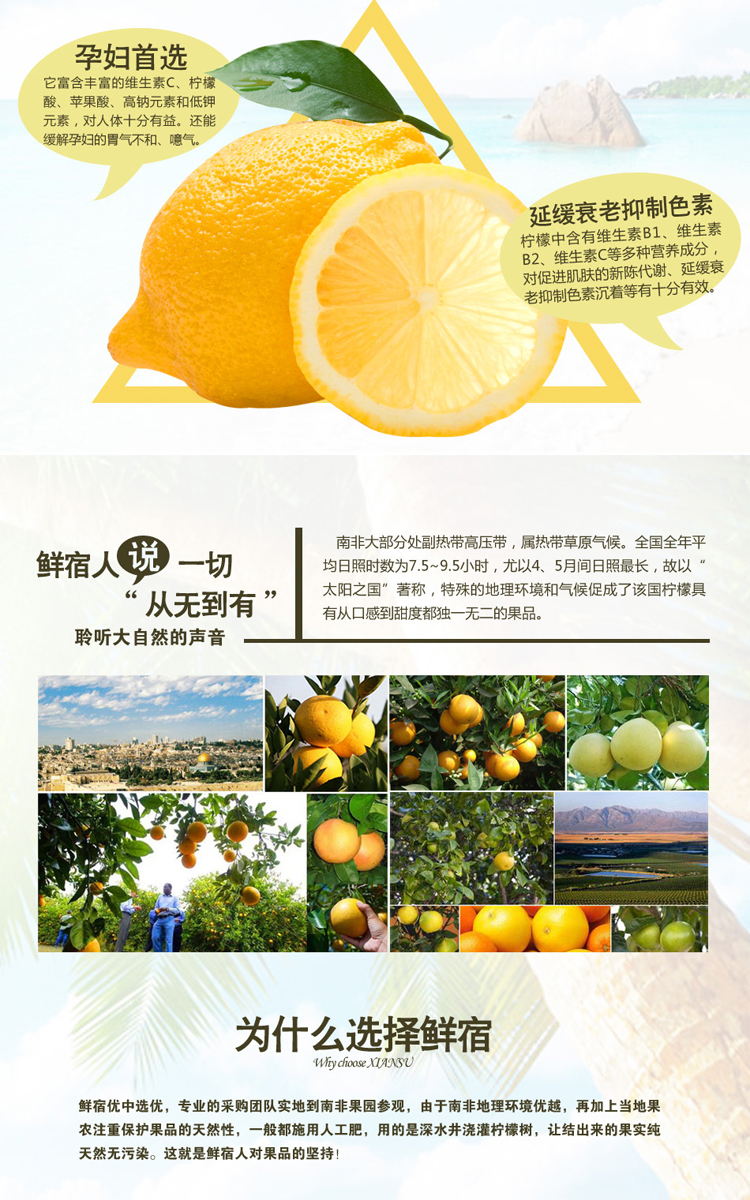 孕妇首选
它富含丰富的维生素C、柠檬
酸、苹果酸、高钠元素和低钾
元素，对人体十分有益。还能
缓解孕妇的胃气不和、噫气。
延缓衰老抑制色素
柠檬中含有维生素B1、维生素
B2、维生素C等多种营养成分，
对促进肌肤的新陈代谢、延缓衰
老抑制色素沉着等有十分有效。
鲜宿人说一切
“从无到有”
聆听大自然的声音
南非大部分处副热带高压带，属热带草原气候。全国全年平
均日照时数为7.5~9.5小时，尤以4、5月间日照最长，故以“
太阳之国”著称，特殊的地理环境和气候促成了该国柠檬具
有从口感到甜度都独一无二的果品。
为什么选择鲜宿
Why choose XIANSU
鲜宿优中选优，专业的采购团队实地到南非果园参观，由于南非地理环境优越，再加上当地果
农注重保护果品的天然性，一般都施用人工肥，用的是深水井浇灌柠檬树，让结出来的果实纯
天然无污染。这就是鲜宿人对果品的坚持！